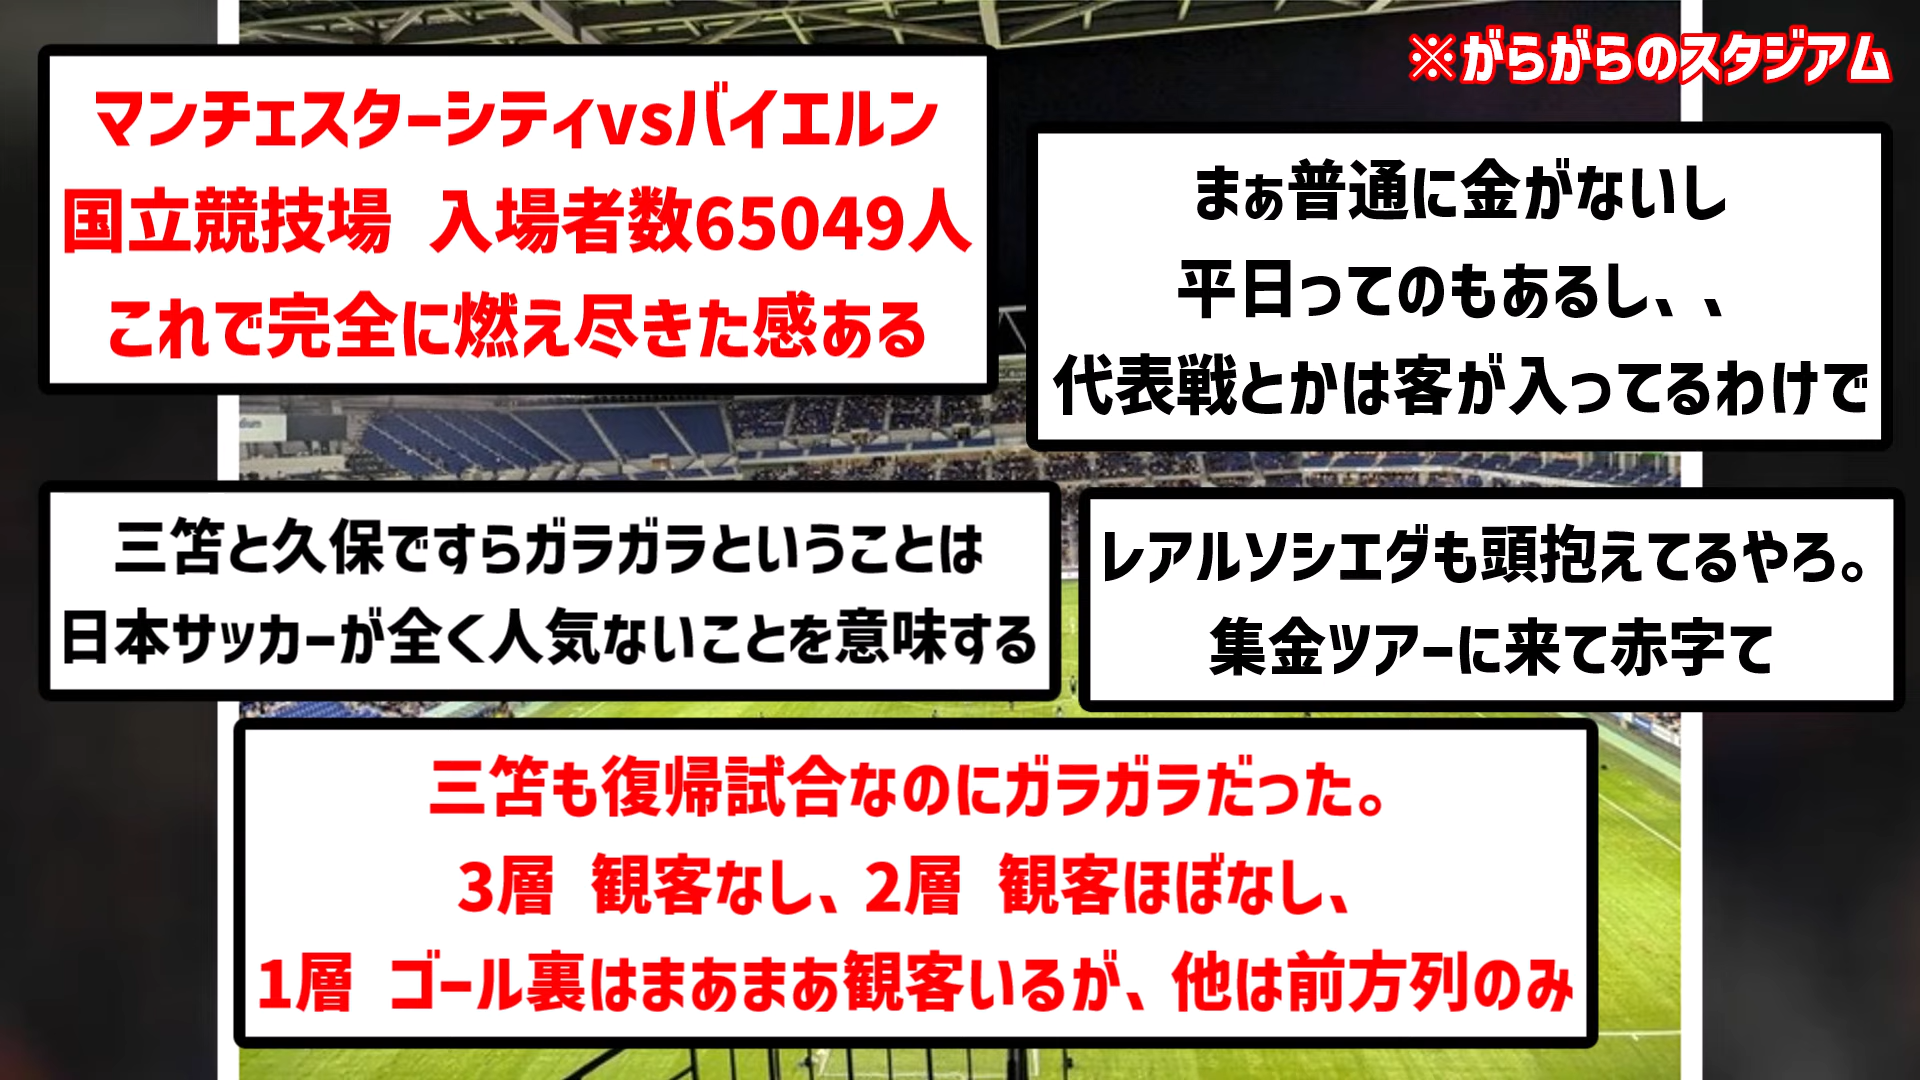 ※がらがらのスタジアム
マンチェスターシティvsバイエルン
国立競技場 入場者数65049人
これで完全に燃え尽きた感ある
まぁ普通に金がないし
平日ってのもあるし、、
代表戦とかは客が入ってるわけで
三笘と久保ですらガラガラということは
日本サッカーが全く人気ないことを意味する
レアルソシエダも頭抱えてるやろ。
集金ツアーに来て赤字て
三笘も復帰試合なのにガラガラだった。
3層 観客なし、2層 観客ほぼなし、
1層 ゴール裏はまあまあ観客いるが、他は前方列のみ